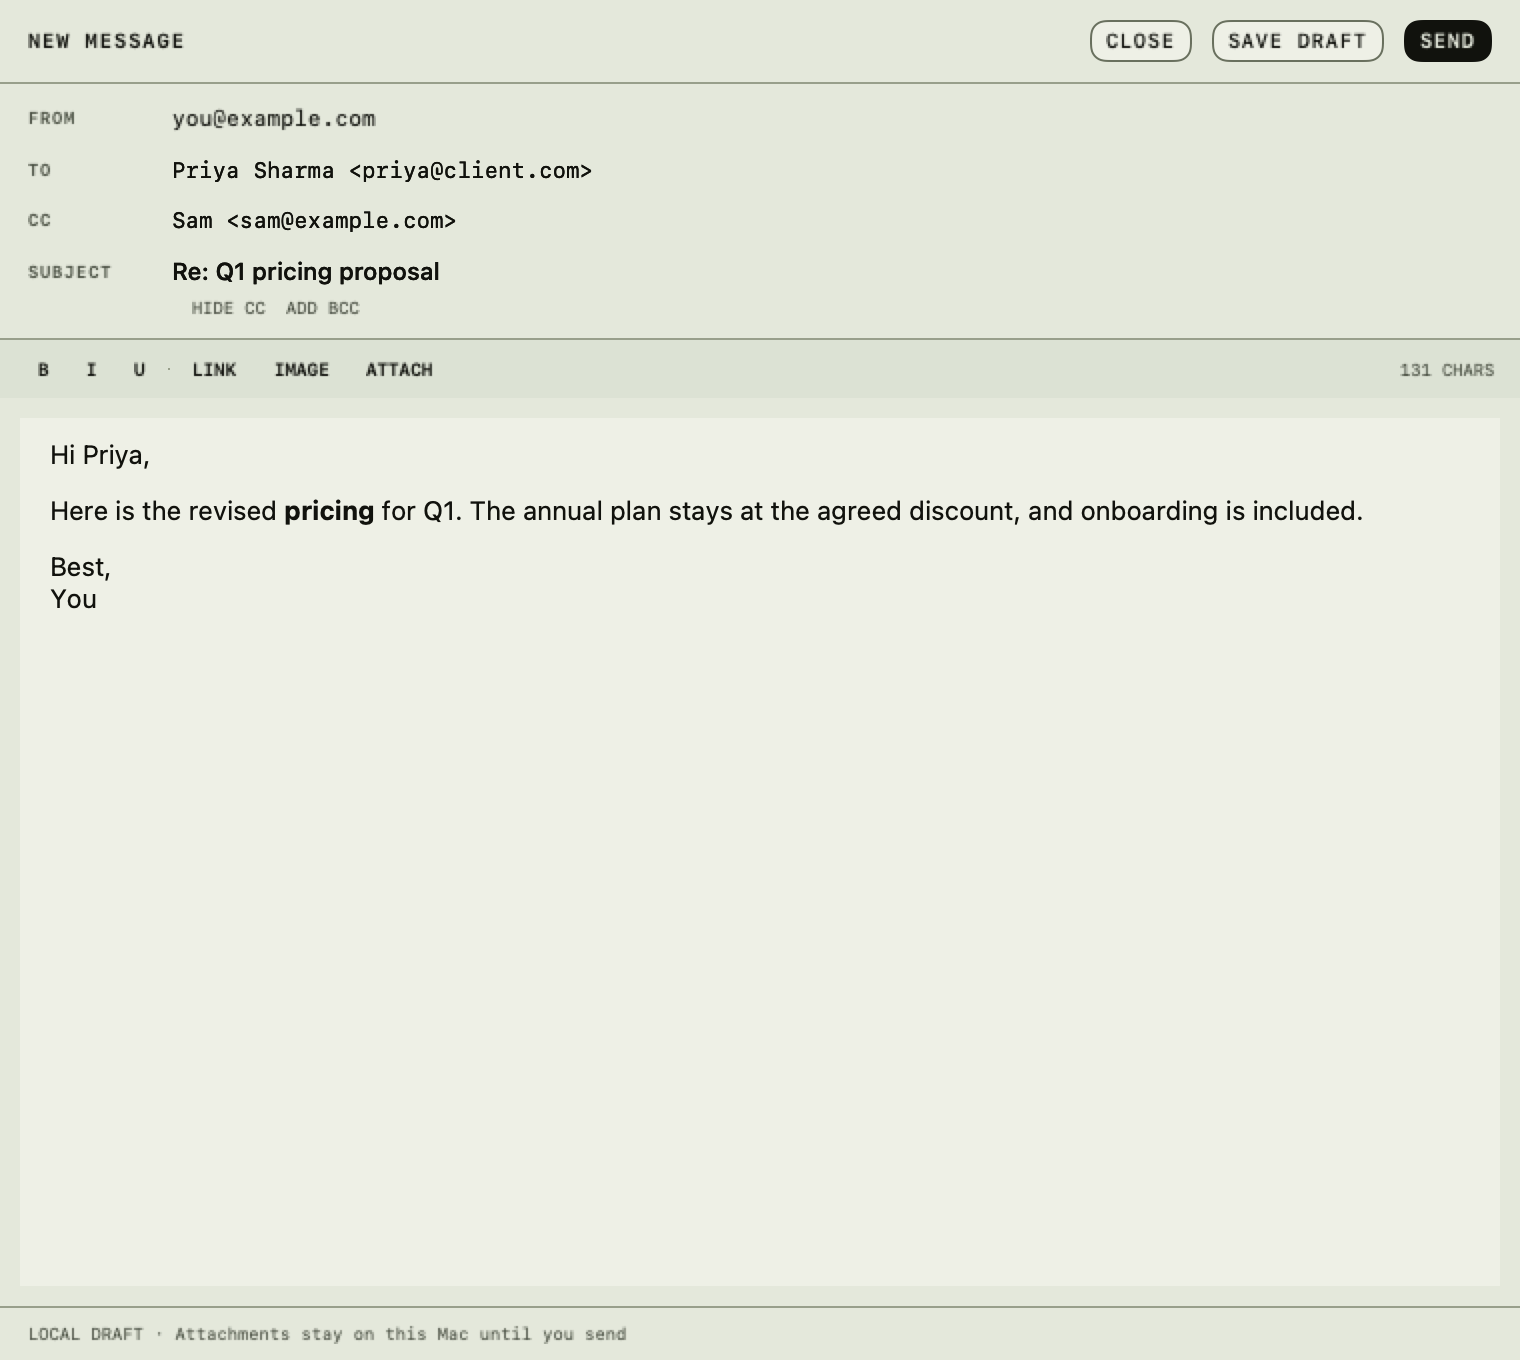 NEW MESSAGE CLOSE SAVE DRAFT SEND
FROM you@example.com
TO Priya Sharma <priya@client.com>
CC Sam <sam@example.com>
SUBJECT Re: Q1 pricing proposal
HIDE CC ADD BCC
B I U · LINK IMAGE ATTACH 131 CHARS
Hi Priya,
Here is the revised pricing for Q1. The annual plan stays at the agreed discount, and onboarding is included.
Best,
You
LOCAL DRAFT · Attachments stay on this Mac until you send